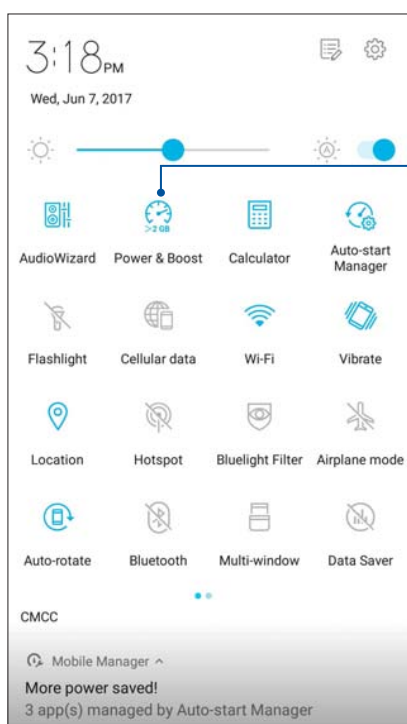 3:18 PM
Wed, Jun 7, 2017
A
>2 GB
AudioWizard Power & Boost Calculator Auto-start Manager
Flashlight Cellular data Wi-Fi Vibrate
Location Hotspot Bluelight Filter Airplane mode
Auto-rotate Bluetooth Multi-window Data Saver
CMCC
Mobile Manager
More power saved!
3 app(s) managed by Auto-start Manager